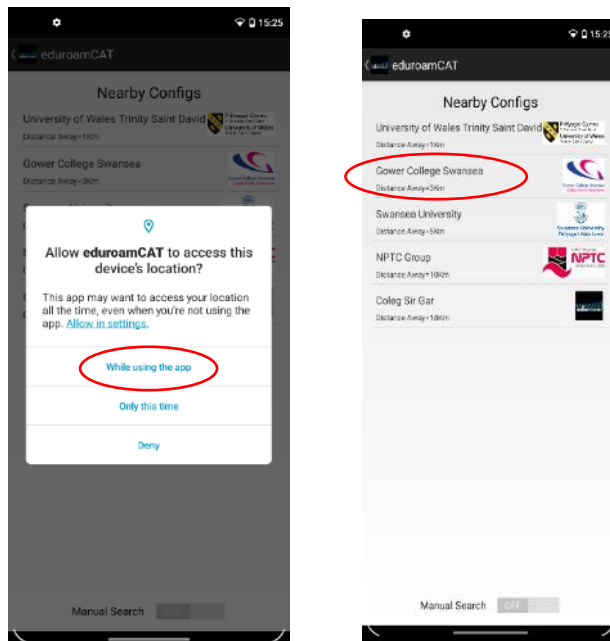 15:25
eduroamCAT
Nearby Configs
University of Wales Trinity Saint David
Distance Away=1Km
Gower College Swansea
Distance Away=3Km
Allow eduroamCAT to access this
device's location?
This app may want to access your location
all the time, even when you're not using the
app. Allow in settings.
While using the app
Only this time
Deny
Manual Search OFF
15:25
eduroamCAT
Nearby Configs
University of Wales Trinity Saint David
Distance Away=1Km
Gower College Swansea
Distance Away=3Km
Swansea University
Distance Away=5Km
Swansea University
Prifysgol Abertawe
NPTC Group
Distance Away=16Km
NPTC
Coleg Sir Gar
Distance Away=18Km
Manual Search OFF